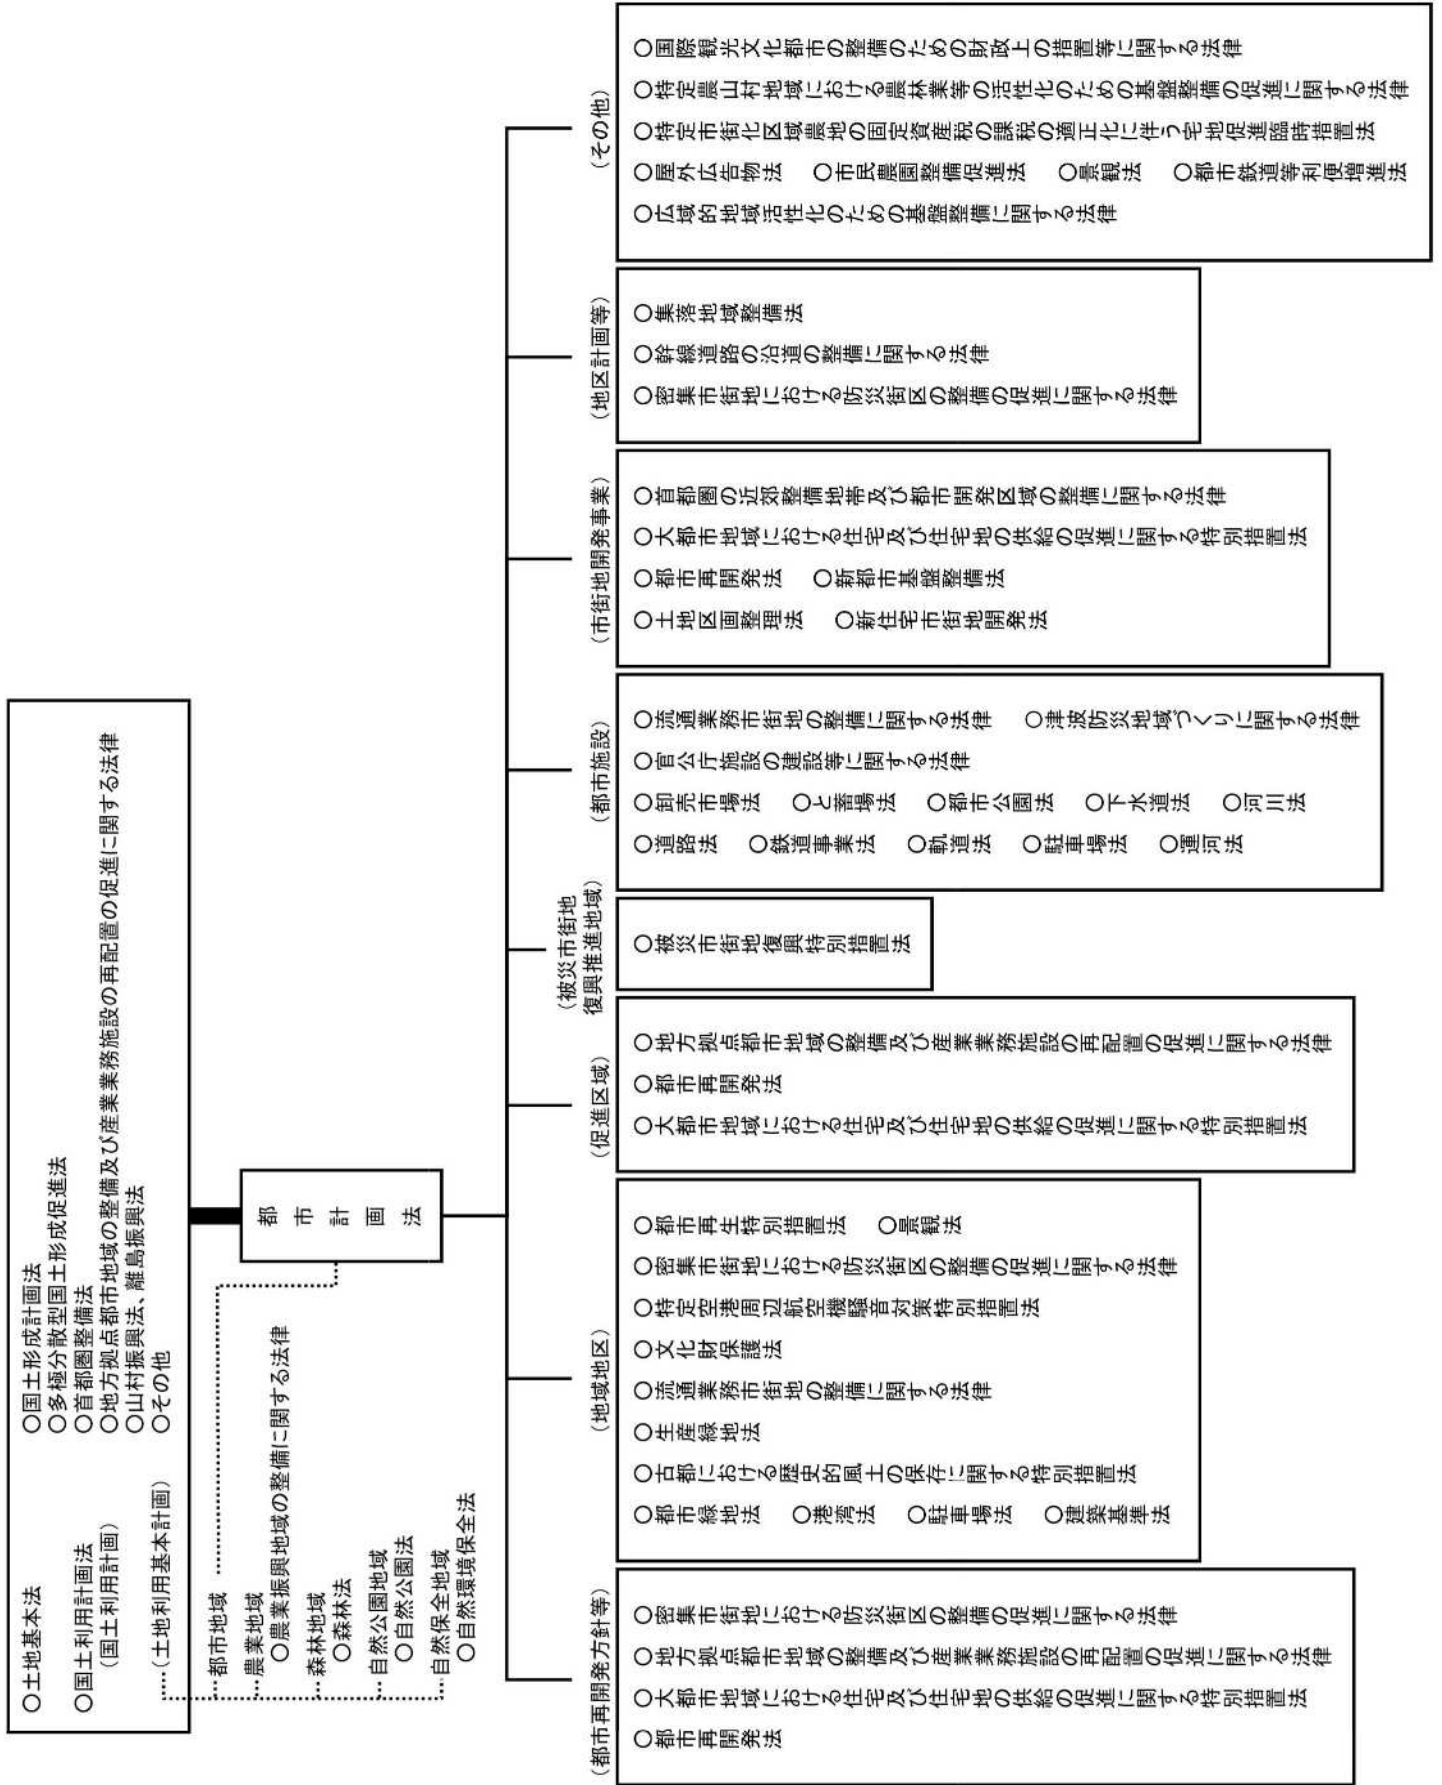 ○土地基本法
○国土利用計画法
(国土利用計画)
(土地利用基本計画)
○国土形成計画法
○多極分散型国土形成促進法
○首都圏整備法
○地方拠点都市地域の整備及び産業業務施設の再配置の促進に関する法律
○山村振興法、離島振興法
○その他
都市地域
農業地域
○農業振興地域の整備に関する法律
森林地域
○森林法
自然公園地域
○自然公園法
自然保全地域
○自然環境保全法
都市計画法
(都市再開発方針等)
○都市再開発法
○大都市地域における住宅及び住宅地の供給の促進に関する特別措置法
○地方拠点都市地域の整備及び産業業務施設の再配置の促進に関する法律
○密集市街地における防災街区の整備の促進に関する法律
(地域地区)
○都市緑地法 ○港湾法 ○駐車場法 ○建築基準法
○古都における歴史的風土の保存に関する特別措置法
○生産緑地法
○流通業務市街地の整備に関する法律
○文化財保護法
○特定空港周辺航空機騒音対策特別措置法
○密集市街地における防災街区の整備の促進に関する法律
○都市再生特別措置法 ○景観法
(促進区域)
○大都市地域における住宅及び住宅地の供給の促進に関する特別措置法
○都市再開発法
○地方拠点都市地域の整備及び産業業務施設の再配置の促進に関する法律
(被災市街地
復興推進地域)
○被災市街地復興特別措置法
(都市施設)
○道路法 ○鉄道事業法 ○軌道法 ○駐車場法 ○運河法
○卸売市場法 ○と蓄場法 ○都市公園法 ○下水道法 ○河川法
○官公庁施設の建設等に関する法律
○流通業務市街地の整備に関する法律 ○津波防災地域づくりに関する法律
(市街地開発事業)
○土地区画整理法 ○新住宅市街地開発法
○都市再開発法 ○新都市基盤整備法
○大都市地域における住宅及び住宅地の供給の促進に関する特別措置法
○首都圏の近郊整備地帯及び都市開発区域の整備に関する法律
(地区計画等)
○密集市街地における防災街区の整備の促進に関する法律
○幹線道路の沿道の整備に関する法律
○集落地域整備法
(その他)
○広域的地域活性化のための基盤整備に関する法律
○屋外広告物法 ○市民農園整備促進法 ○景観法 ○都市鉄道等利便増進法
○特定市街化区域農地の固定資産税の課税の適正化に伴う宅地促進臨時措置法
○特定農山村地域における農林業等の活性化のための基盤整備の促進に関する法律
○国際観光文化都市の整備のための財政上の措置等に関する法律